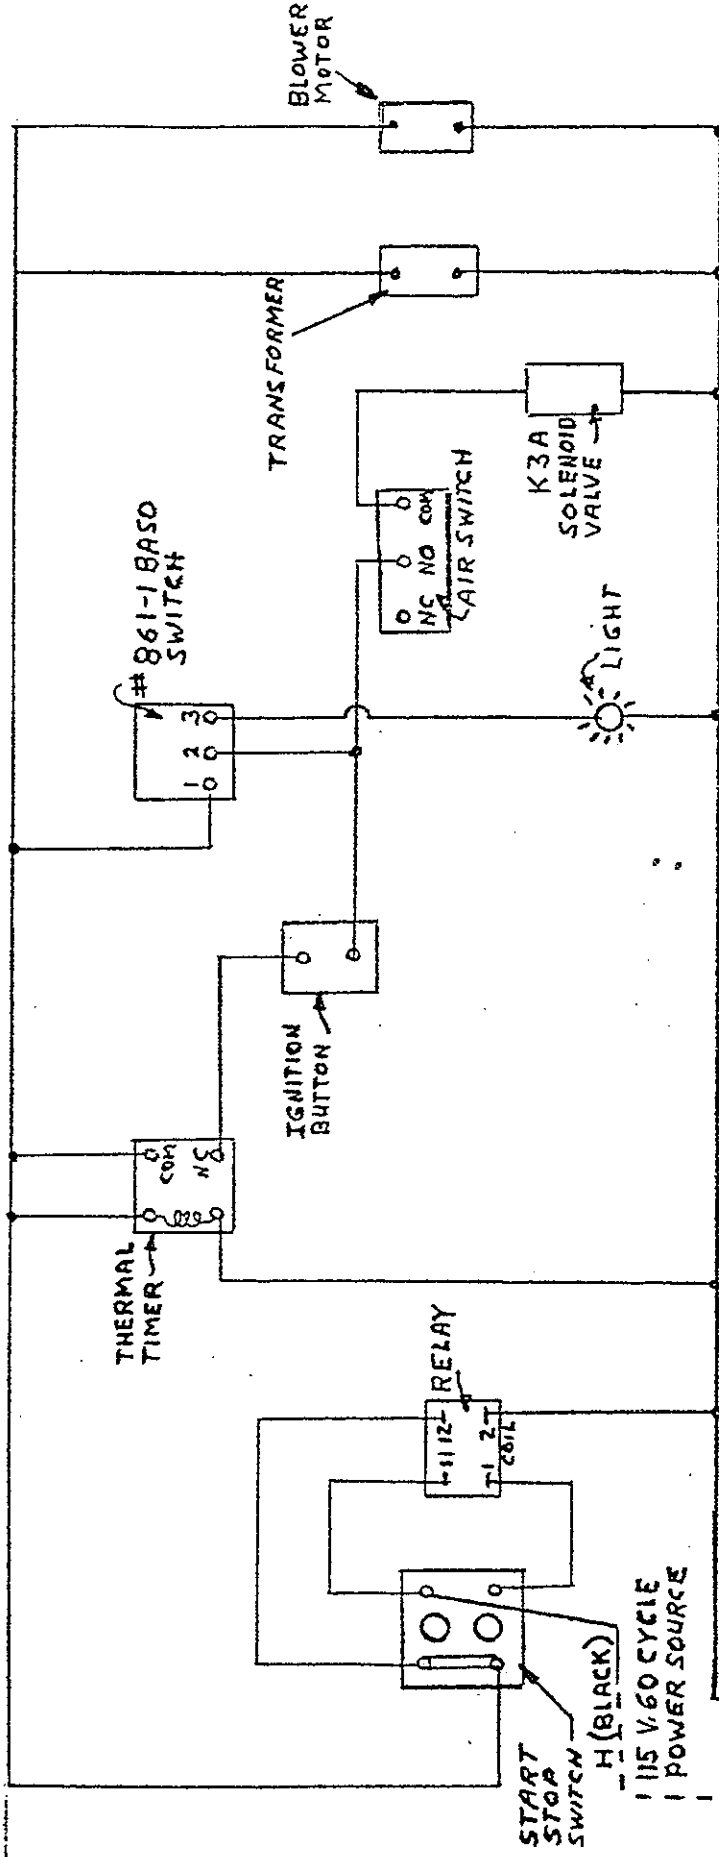 BLOWER
MOTOR
TRANSFORMER
#861-1 BASO
SWITCH
1 2 3
NC NO COM
AIR SWITCH
K3A
SOLENOID
VALVE
LIGHT
IGNITION
BUTTON
COM
NC
THERMAL
TIMER
RELAY
11 12
1 2
COIL
START
STOP
SWITCH
H (BLACK)
115 V. 60 CYCLE
POWER SOURCE